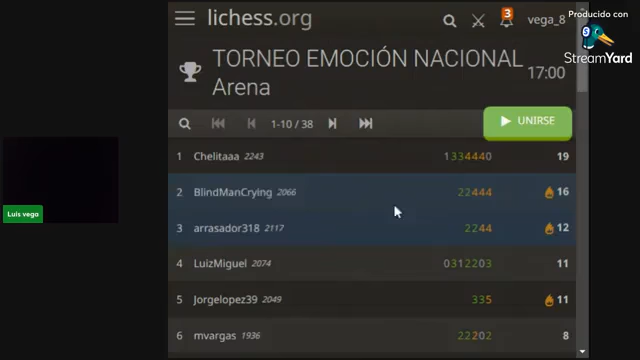 Producido con
StreamYard
lichess.org
3
vega_8
TORNEO EMOCIÓN NACIONAL
Arena
17:00
1-10 / 38
UNIRSE
1 Chelitaaa 2243 1334440 19
2 BlindManCrying 2066 22444 16
3 arrasador318 2117 2244 12
4 LuizMiguel 2074 0312203 11
5 Jorgelopez39 2049 335 11
6 mvargas 1936 22202 8
Luis vega